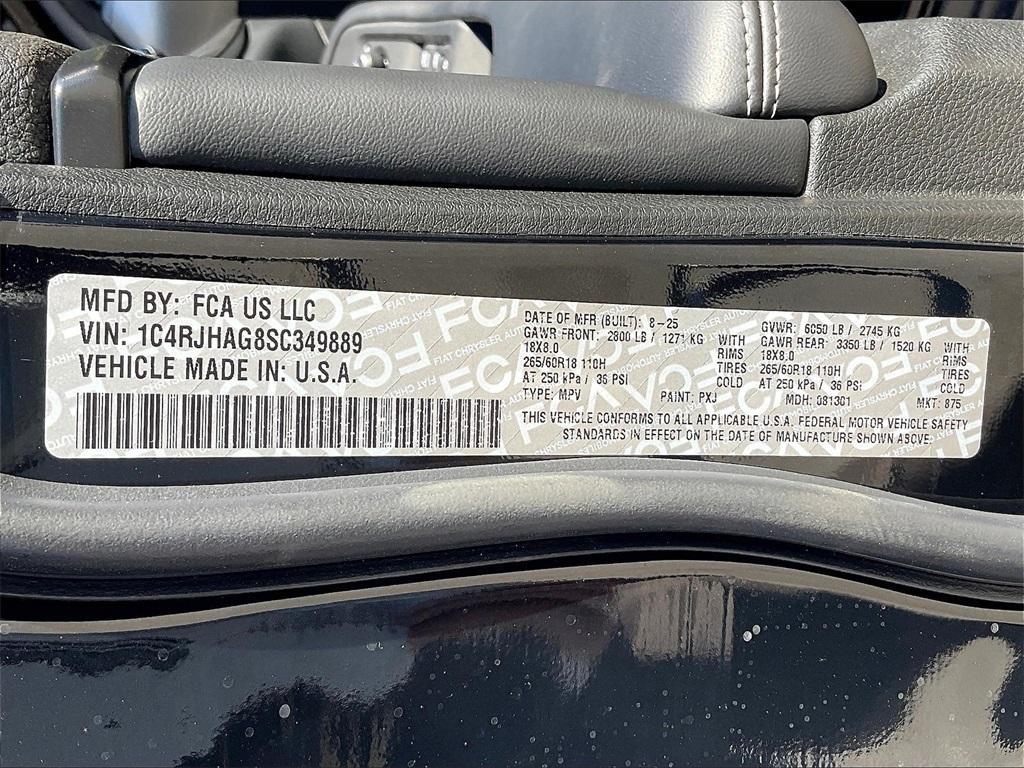 MFD BY: FCA US LLC
VIN: 1C4RJHAG8SC349889
VEHICLE MADE IN: U.S.A.
DATE OF MFR (BUILT): 8-25
GAWR FRONT: 2800 LB / 1271 KG WITH
18X8.0 RIMS
265/60R18 110H TIRES
AT 250 kPa / 36 PSI COLD
TYPE: MPV PAINT: PXJ
GVWR: 6050 LB / 2745 KG
GAWR REAR: 3350 LB / 1520 KG WITH
18X8.0 RIMS
265/60R18 110H TIRES
AT 250 kPa / 36 PSI COLD
MDH: 081301 MKT: 875
THIS VEHICLE CONFORMS TO ALL APPLICABLE U.S.A. FEDERAL MOTOR VEHICLE SAFETY
STANDARDS IN EFFECT ON THE DATE OF MANUFACTURE SHOWN ABOVE.